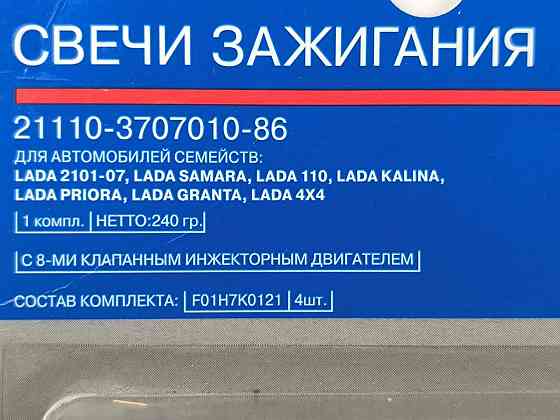 СВЕЧИ ЗАЖИГАНИЯ
21110-3707010-86
ДЛЯ АВТОМОБИЛЕЙ СЕМЕЙСТВ:
LADA 2101-07, LADA SAMARA, LADA 110, LADA KALINA,
LADA PRIORA, LADA GRANTA, LADA 4X4
1 компл. НЕТТО:240 гр.
С 8-МИ КЛАПАННЫМ ИНЖЕКТОРНЫМ ДВИГАТЕЛЕМ
СОСТАВ КОМПЛЕКТА: F01H7K0121 4шт.